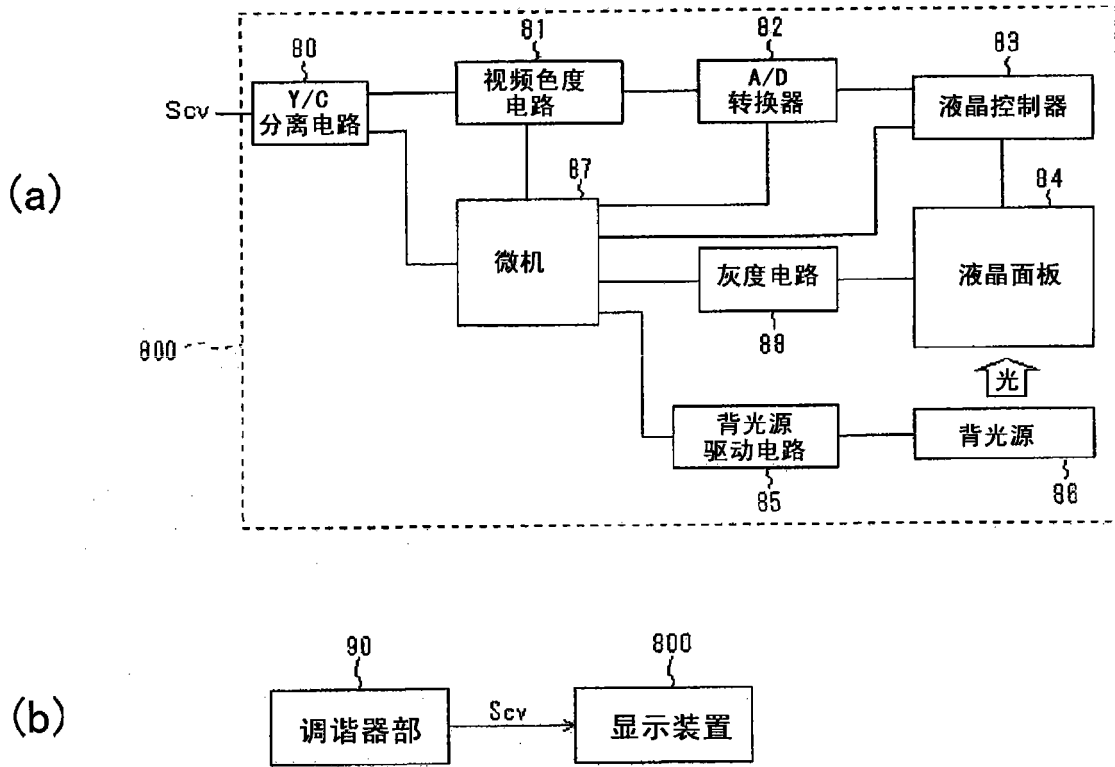 81
82
83
80
视频色度
电路
A/D
转换器
液晶控制器
Y/C
分离电路
Scv
87
84
(a)
微机
灰度电路
液晶面板
88
800
光
背光源
驱动电路
背光源
85
86
90
800
(b)
调谐器部
Scv
显示装置